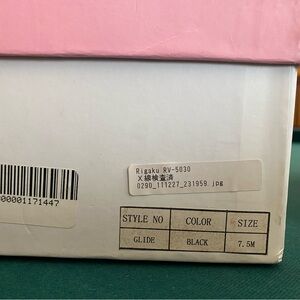 Rigaku RV-5030
X線検査済
0290_111227_231959.jpg
00001171447
STYLE NO COLOR SIZE
GLIDE BLACK 7.5M